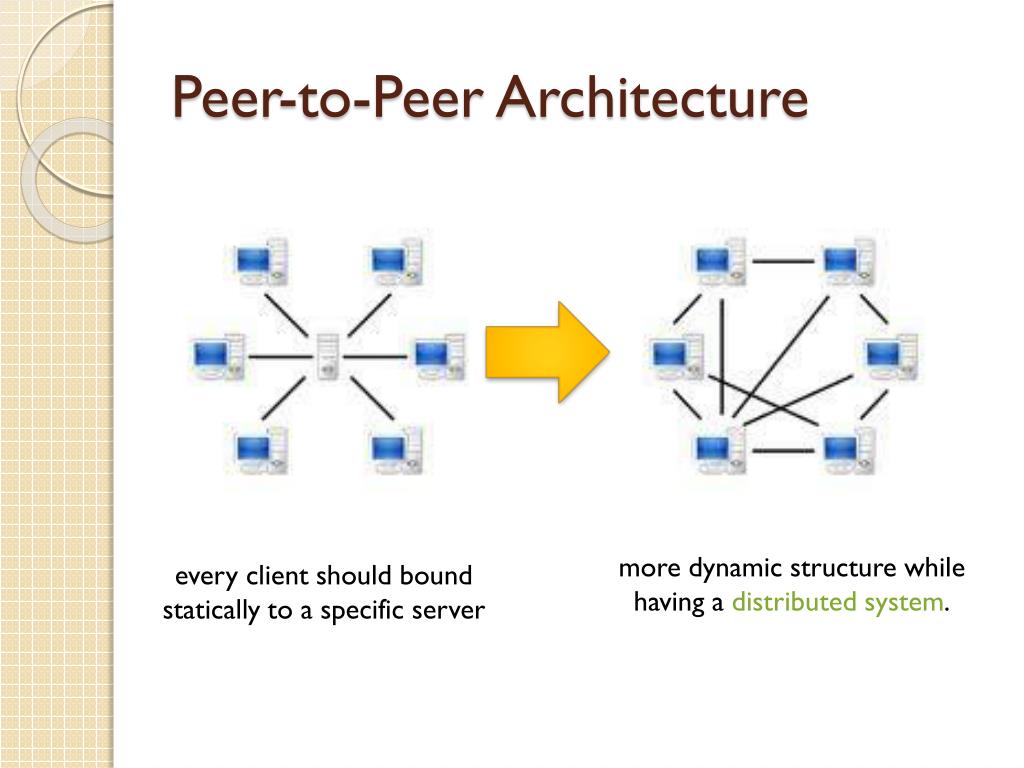 Peer-to-Peer Architecture
every client should bound
statically to a specific server
more dynamic structure while
having a distributed system.